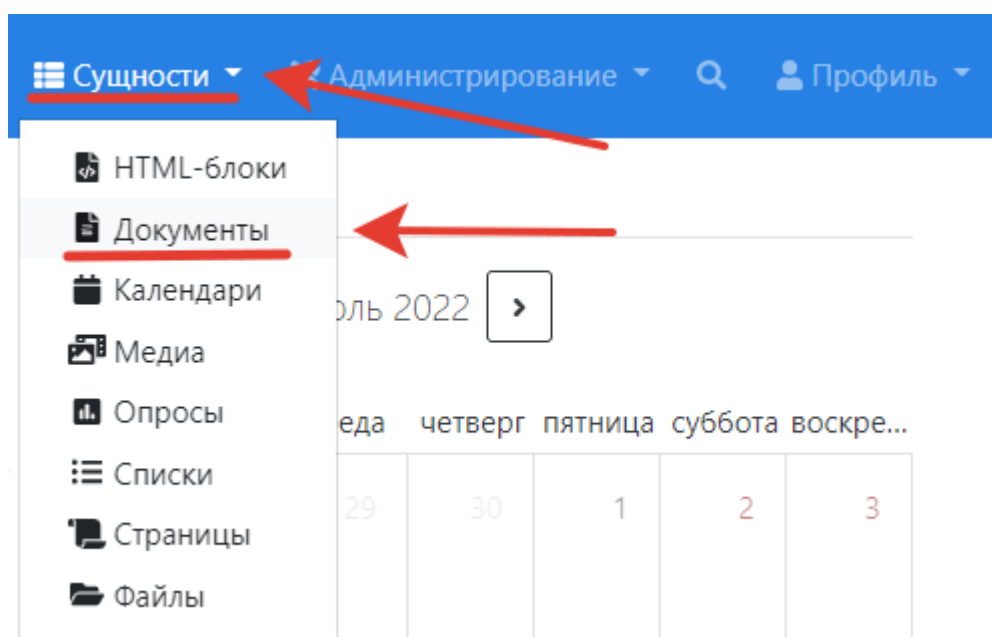 Сущности Администрирование Профиль
HTML-блоки
Документы
Календари
оль 2022
Медиа
Опросы
еда четверг пятница суббота воскре...
Списки
29 30 1 2 3
Страницы
Файлы